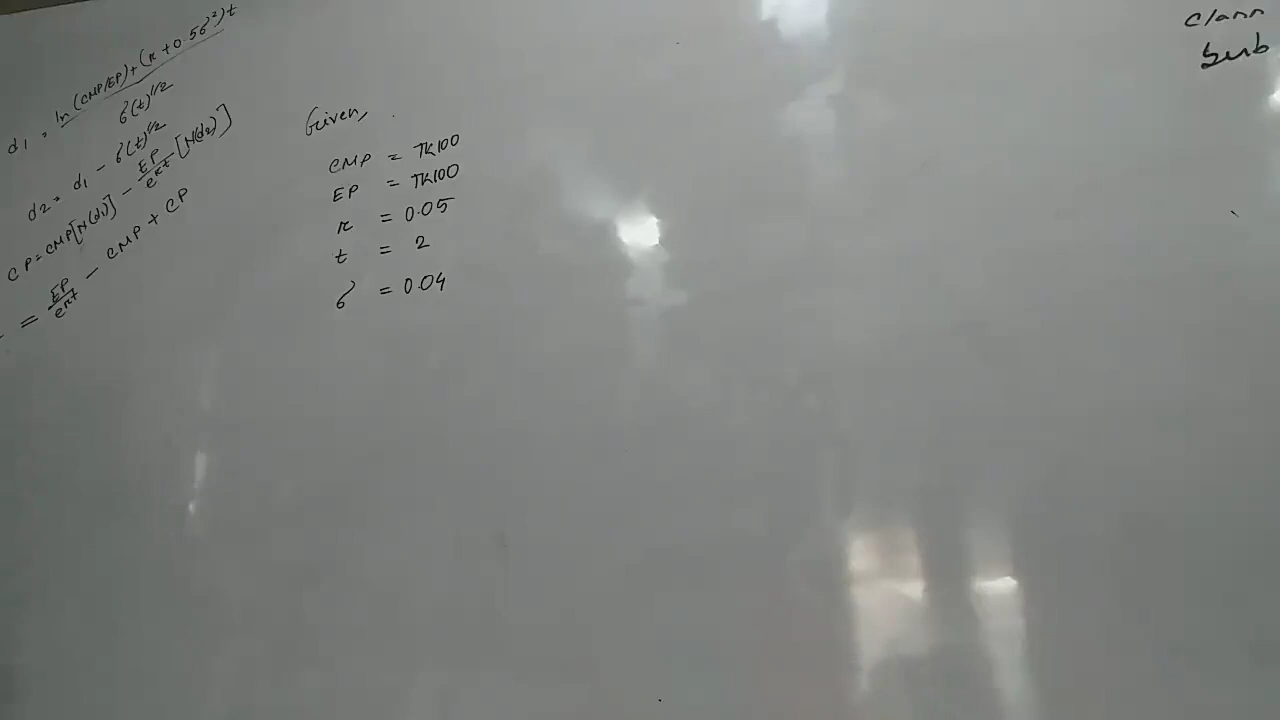 d1 = ln(CMP/EP)+(r+0.5σ²)t
σ(t)^1/2
d2 = d1 - σ(t)^1/2
CP = CMP[N(d1)] - EP/e^rt [N(d2)]
= EP/e^rt - CMP + CP
Given,
CMP = TK100
EP = TK100
r = 0.05
t = 2
σ = 0.04
Class
Sub